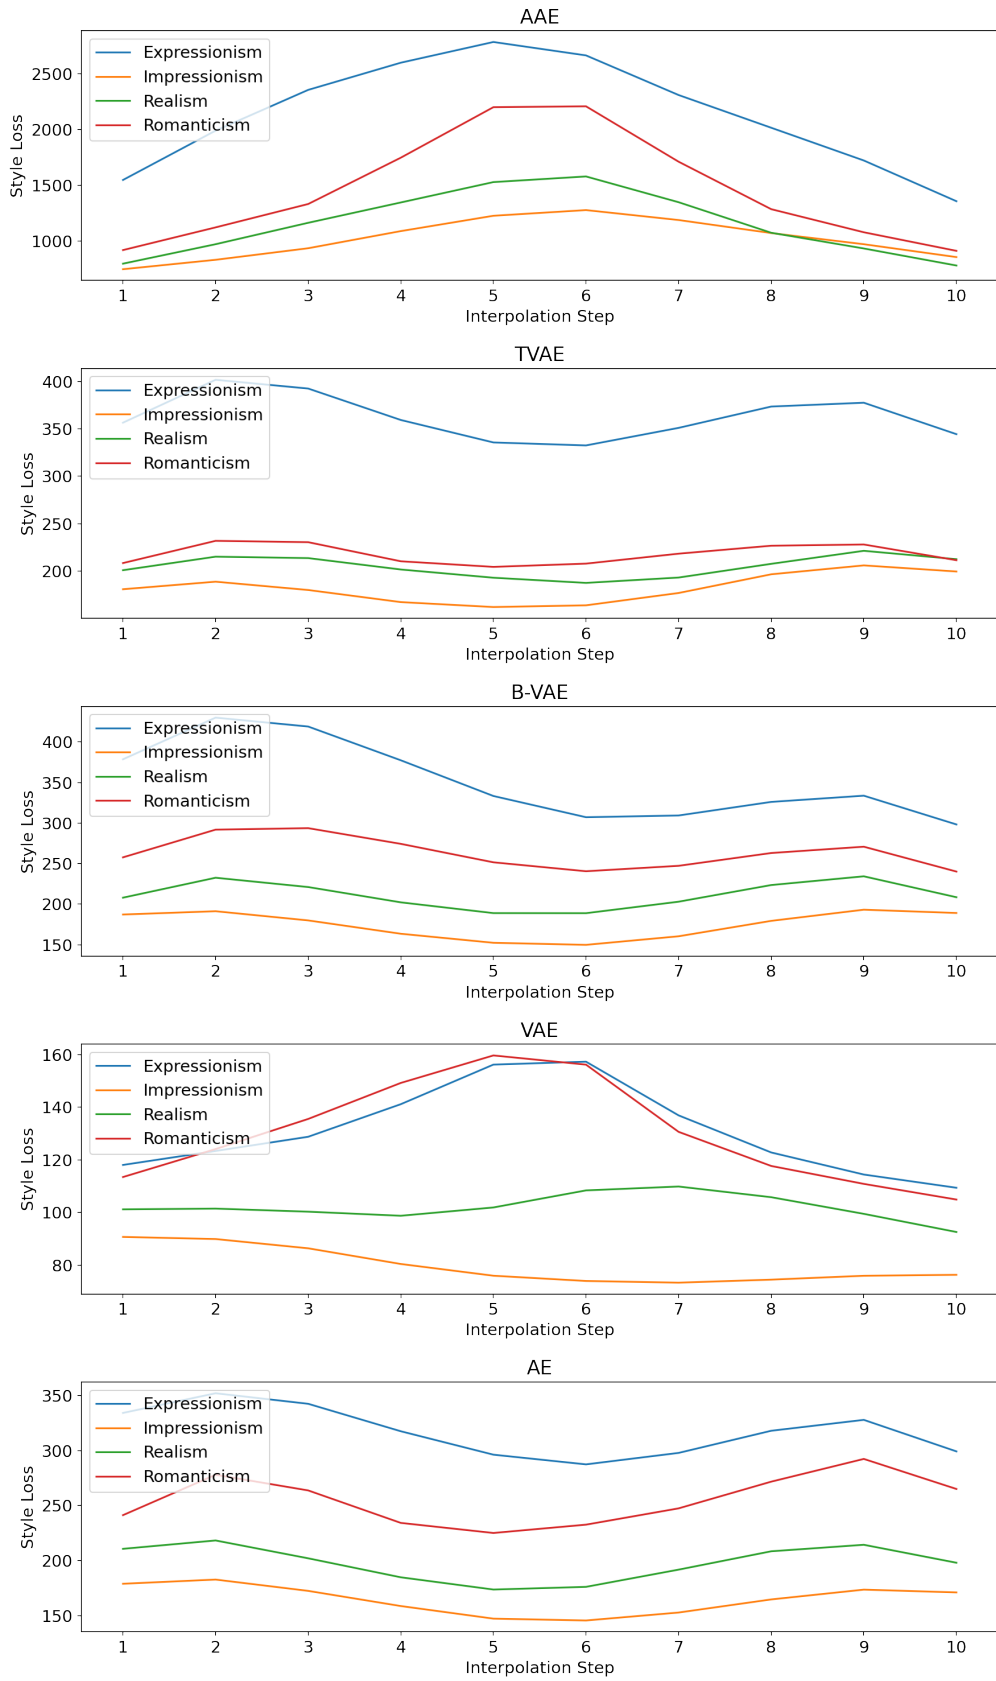 AAE
Expressionism
Impressionism
Realism
Romanticism
Style Loss
2500
2000
1500
1000
1 2 3 4 5 6 7 8 9 10
Interpolation Step
TVAE
Expressionism
Impressionism
Realism
Romanticism
Style Loss
400
350
300
250
200
1 2 3 4 5 6 7 8 9 10
Interpolation Step
B-VAE
Expressionism
Impressionism
Realism
Romanticism
Style Loss
400
350
300
250
200
150
1 2 3 4 5 6 7 8 9 10
Interpolation Step
VAE
Expressionism
Impressionism
Realism
Romanticism
Style Loss
160
140
120
100
80
1 2 3 4 5 6 7 8 9 10
Interpolation Step
AE
Expressionism
Impressionism
Realism
Romanticism
Style Loss
350
300
250
200
150
1 2 3 4 5 6 7 8 9 10
Interpolation Step